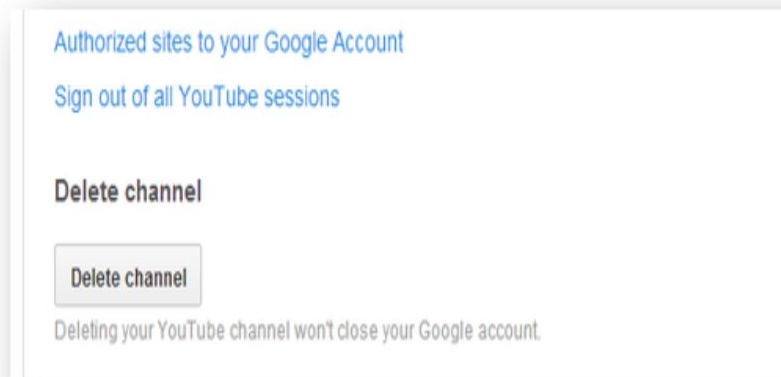 Authorized sites to your Google Account
Sign out of all YouTube sessions
Delete channel
Delete channel
Deleting your YouTube channel won't close your Google account.